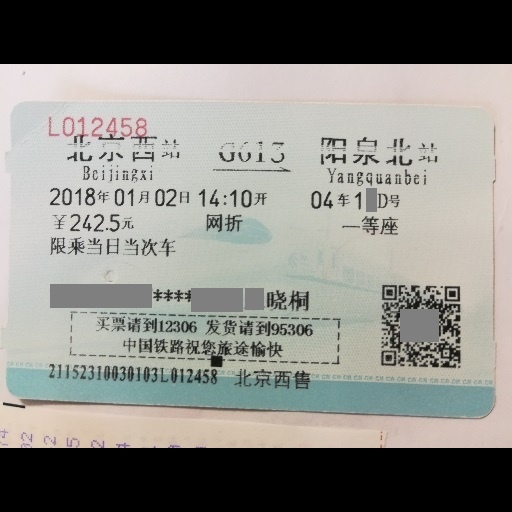 L012458
北京西站 G613 阳泉北站
Beijingxi Yangquanbei
2018年01月02日14:10开 04车1 D号
￥242.5元 网折 一等座
限乘当日当次车
**** 晓桐
买票请到12306 发货请到95306
中国铁路祝您旅途愉快
21152310030103L012458 北京西售